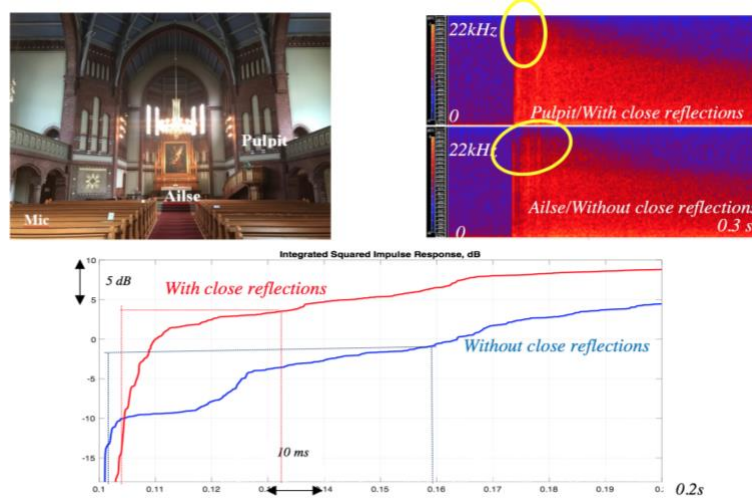 Pulpit
Ailse
Mic
22kHz
0
Pulpit/With close reflections
22kHz
0
Ailse/Without close reflections
0.3 s
Integrated Squared Impulse Response, dB
10
5
0
-5
-10
-15
5 dB
With close reflections
Without close reflections
10 ms
0.1
0.11
0.12
0.13
0.14
0.15
0.16
0.17
0.18
0.19
0.2s